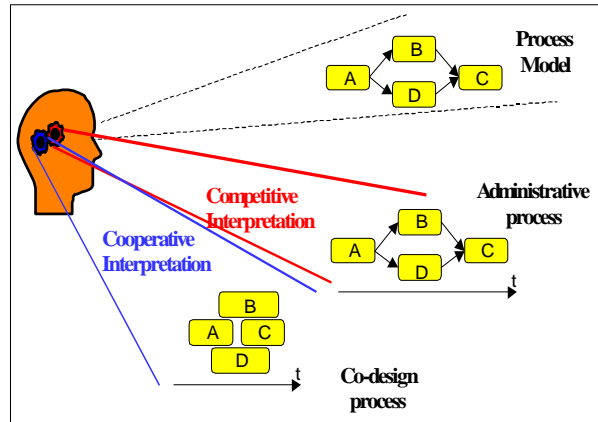 B
Process
Model
A
C
D
Competitive
Interpretation
Administrative
process
B
A
C
D
Cooperative
Interpretation
t
B
A
C
D
t
Co-design
process